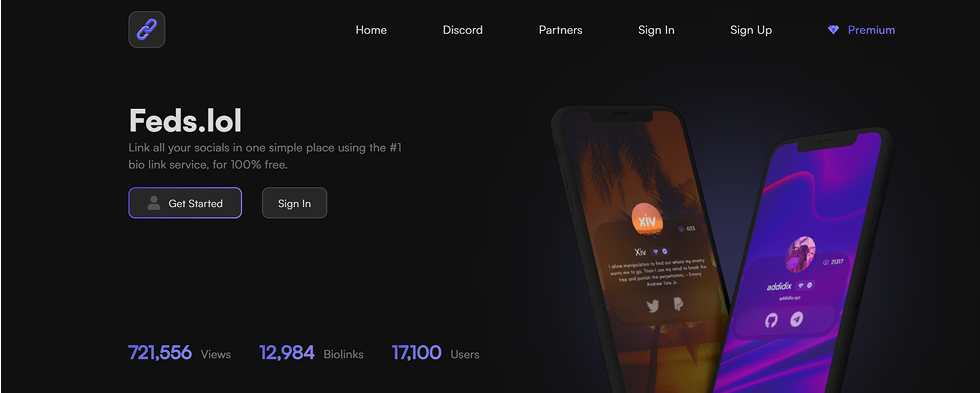 Home
Discord
Partners
Sign In
Sign Up
Premium
Feds.lol
Link all your socials in one simple place using the #1
bio link service, for 100% free.
Get Started
Sign In
721,556 Views
12,984 Biolinks
17,100 Users
xiv
Xiv
I allow manipulation to find out where my enemy
wants me to go. Then I use my mind to break the
trap and punish the perpetrators. - Emory
Andrew Tate Jr.
21317
addidix
addidix.xyz